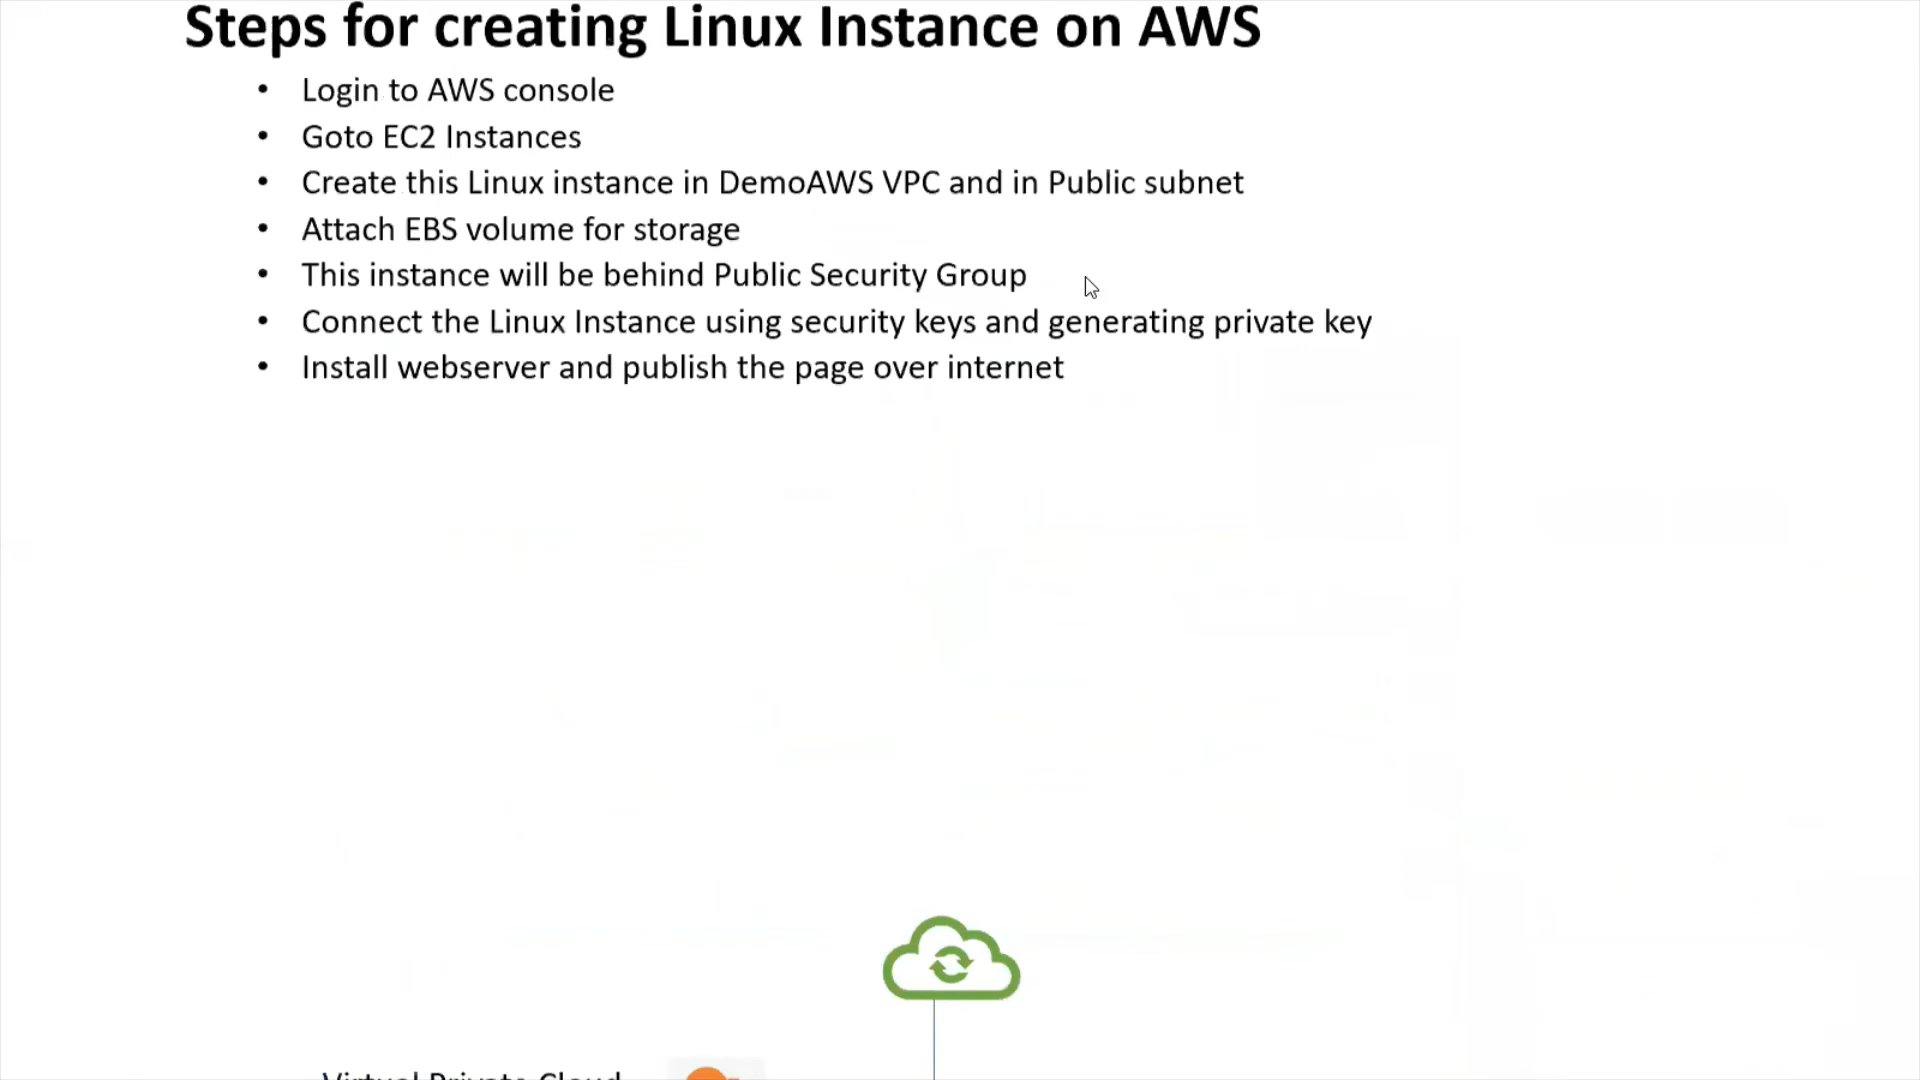 Steps for creating Linux Instance on AWS
• Login to AWS console
• Goto EC2 Instances
• Create this Linux instance in DemoAWS VPC and in Public subnet
• Attach EBS volume for storage
• This instance will be behind Public Security Group
• Connect the Linux Instance using security keys and generating private key
• Install webserver and publish the page over internet
Virtual Private Cloud